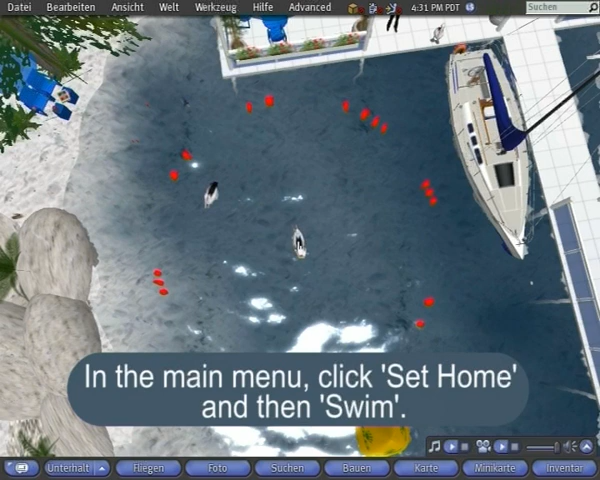 Datei Bearbeiten Ansicht Welt Werkzeug Hilfe Advanced 4:31 PM PDT Suchen
In the main menu, click 'Set Home'
and then 'Swim'.
Unterhalt Fliegen Foto Suchen Bauen Karte Minikarte Inventar